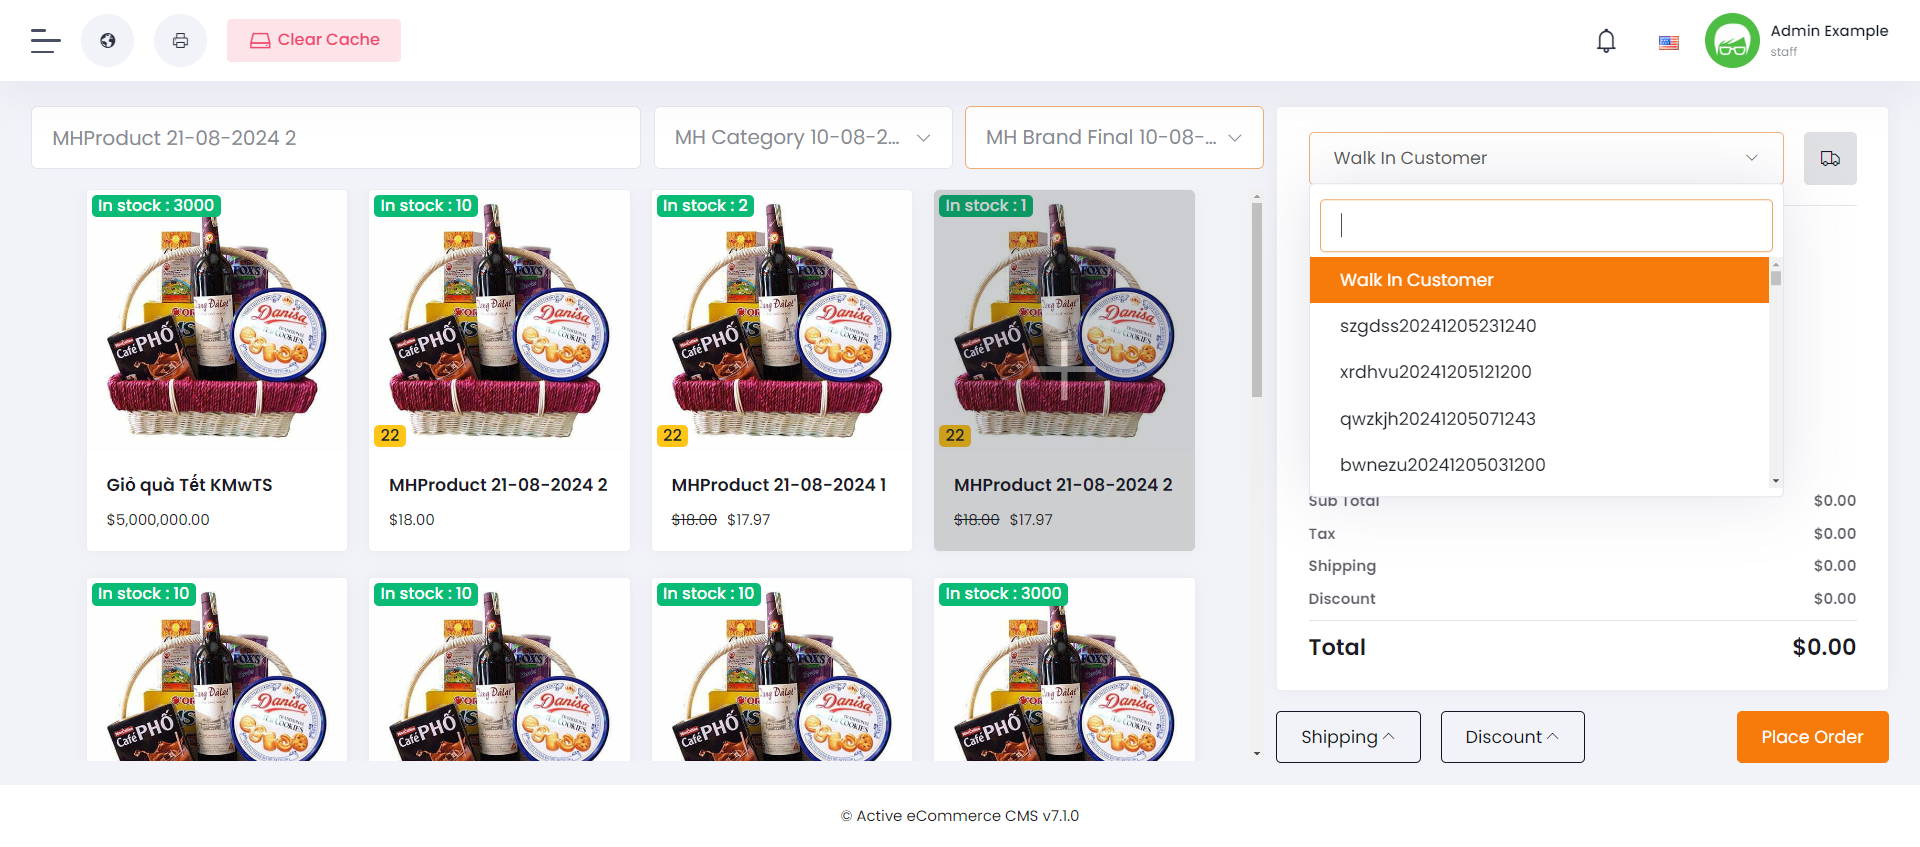 Clear Cache
Admin Example
staff
MHProduct 21-08-2024 2
MH Category 10-08-2...
MH Brand Final 10-08-...
Walk In Customer
Walk In Customer
szgdss20241205231240
xrdhvu20241205121200
qwzkjh20241205071243
bwnezu20241205031200
In stock : 3000
In stock : 10
In stock : 2
In stock : 1
22
22
22
Giỏ quà Tết KMwTS
MHProduct 21-08-2024 2
MHProduct 21-08-2024 1
MHProduct 21-08-2024 2
$5,000,000.00
$18.00
$18.00 $17.97
$18.00 $17.97
In stock : 10
In stock : 10
In stock : 10
In stock : 3000
Danisa
Café PHỐ
FOX'S
Sub Total $0.00
Tax $0.00
Shipping $0.00
Discount $0.00
Total $0.00
Shipping
Discount
Place Order
© Active eCommerce CMS v7.1.0